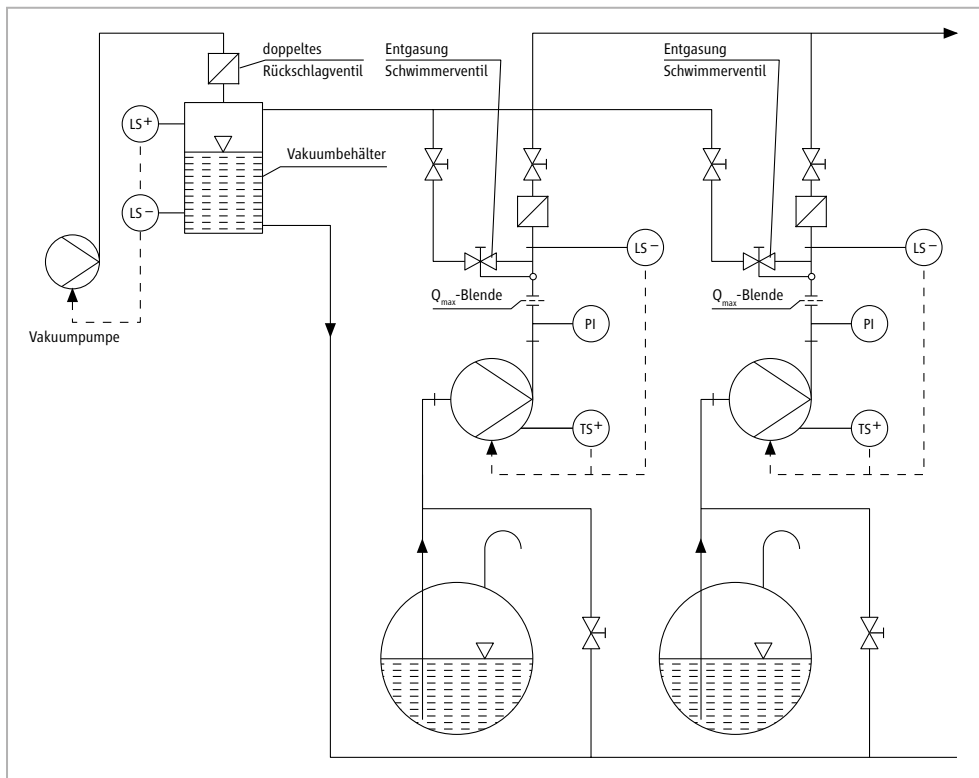 doppeltes
Rückschlagventil
Entgasung
Schwimmerventil
Entgasung
Schwimmerventil
LS+
Vakuumbehälter
LS−
LS−
LS−
Qmax-Blende
Qmax-Blende
PI
PI
Vakuumpumpe
TS+
TS+